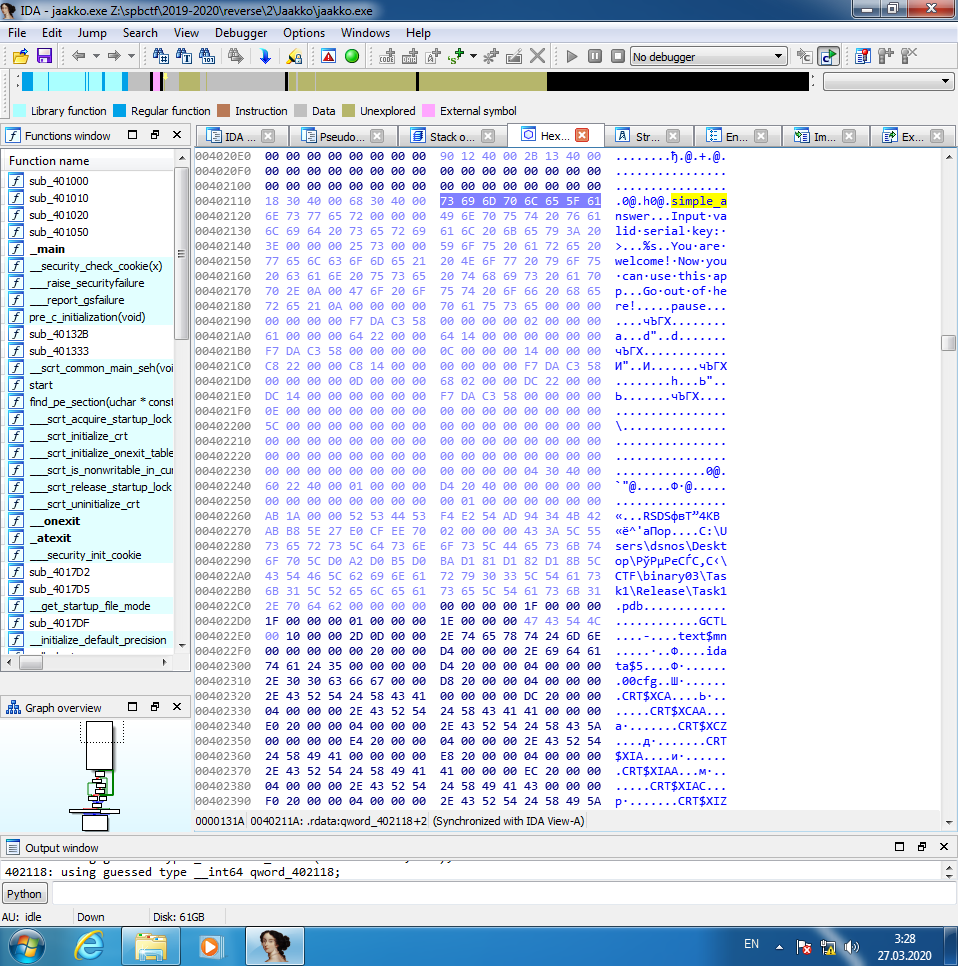 IDA - jaakko.exe Z:\spbctf\2019-2020\reverse\2\Jaakko\jaakko.exe
File Edit Jump Search View Debugger Options Windows Help
No debugger
Library function Regular function Instruction Data Unexplored External symbol
Functions window
IDA ... Pseudo... Stack o... Hex... Str... En... Im... Ex...
Function name
sub_401000
sub_401010
sub_401020
sub_401050
_main
__security_check_cookie(x)
___raise_securityfailure
___report_gsfailure
pre_c_initialization(void)
sub_40132B
sub_401333
__scrt_common_main_seh(voi
start
find_pe_section(uchar * const
___scrt_acquire_startup_lock
___scrt_initialize_crt
___scrt_initialize_onexit_table
___scrt_is_nonwritable_in_cur
___scrt_release_startup_lock
___scrt_uninitialize_crt
__onexit
_atexit
___security_init_cookie
sub_4017D2
sub_4017D5
__get_startup_file_mode
sub_4017DF
__initialize_default_precision
004020E0 00 00 00 00 00 00 00 00 90 12 40 00 2B 13 40 00 ........ђ.@.+.@.
004020F0 00 00 00 00 00 00 00 00 00 00 00 00 00 00 00 00 ................
00402100 00 00 00 00 00 00 00 00 00 00 00 00 00 00 00 00 ................
00402110 18 30 40 00 68 30 40 00 73 69 6D 70 6C 65 5F 61 .0@.h0@.simple_a
00402120 6E 73 77 65 72 00 00 00 49 6E 70 75 74 20 76 61 nswer...Input·va
00402130 6C 69 64 20 73 65 72 69 61 6C 20 6B 65 79 3A 20 lid·serial·key:·
00402140 3E 00 00 00 25 73 00 00 59 6F 75 20 61 72 65 20 >...%s..You·are·
00402150 77 65 6C 63 6F 6D 65 21 20 4E 6F 77 20 79 6F 75 welcome!·Now·you
00402160 20 63 61 6E 20 75 73 65 20 74 68 69 73 20 61 70 ·can·use·this·ap
00402170 70 2E 0A 00 47 6F 20 6F 75 74 20 6F 66 20 68 65 p...Go·out·of·he
00402180 72 65 21 0A 00 00 00 00 70 61 75 73 65 00 00 00 re!.....pause...
00402190 00 00 00 00 F7 DA C3 58 00 00 00 00 02 00 00 00 ....чЪГX........
004021A0 61 00 00 00 64 22 00 00 64 14 00 00 00 00 00 00 a...d"..d.......
004021B0 F7 DA C3 58 00 00 00 00 0C 00 00 00 14 00 00 00 чЪГX............
004021C0 C8 22 00 00 C8 14 00 00 00 00 00 00 F7 DA C3 58 И"..И.......чЪГX
004021D0 00 00 00 00 0D 00 00 00 68 02 00 00 DC 22 00 00 ........h...Ь"..
004021E0 DC 14 00 00 00 00 00 00 F7 DA C3 58 00 00 00 00 Ь.......чЪГX....
004021F0 0E 00 00 00 00 00 00 00 00 00 00 00 00 00 00 00 ................
00402200 5C 00 00 00 00 00 00 00 00 00 00 00 00 00 00 00 \...............
00402210 00 00 00 00 00 00 00 00 00 00 00 00 00 00 00 00 ................
00402220 00 00 00 00 00 00 00 00 00 00 00 00 00 00 00 00 ................
00402230 00 00 00 00 00 00 00 00 00 00 00 00 04 30 40 00 .............0@.
00402240 60 22 40 00 01 00 00 00 D4 20 40 00 00 00 00 00 `"@.....Ф·@.....
00402250 00 00 00 00 00 00 00 00 00 01 00 00 00 00 00 00 ................
00402260 AB 1A 00 00 52 53 44 53 F4 E2 54 AD 94 34 4B 42 «...RSDSфвT.”4KB
00402270 AB B8 5E 27 E0 CF EE 70 02 00 00 00 43 3A 5C 55 «ё^'аПоp....C:\U
00402280 73 65 72 73 5C 64 73 6E 6F 73 5C 44 65 73 6B 74 sers\dsnos\Deskt
00402290 6F 70 5C D0 A2 D0 B5 D0 BA D1 81 D1 82 D1 8B 5C
004022A0 43 54 46 5C 62 69 6E 61 72 79 30 33 5C 54 61 73 CTF\binary03\Tas
004022B0 6B 31 5C 52 65 6C 65 61 73 65 5C 54 61 73 6B 31 k1\Release\Task1
004022C0 2E 70 64 62 00 00 00 00 00 00 00 00 1F 00 00 00 .pdb............
004022D0 1F 00 00 00 01 00 00 00 1E 00 00 00 47 43 54 4C ............GCTL
004022E0 00 10 00 00 2D 0D 00 00 2E 74 65 78 74 24 6D 6E ....-....text$mn
004022F0 00 00 00 00 00 20 00 00 D4 00 00 00 2E 69 64 61 .....·..Ф....ida
00402300 74 61 24 35 00 00 00 00 D4 20 00 00 04 00 00 00 ta$5....Ф·......
00402310 2E 30 30 63 66 67 00 00 D8 20 00 00 04 00 00 00 .00cfg..Ш·......
00402320 2E 43 52 54 24 58 43 41 00 00 00 00 DC 20 00 00 .CRT$XCA....Ь·..
00402330 04 00 00 00 2E 43 52 54 24 58 43 41 41 00 00 00 .....CRT$XCAA...
00402340 E0 20 00 00 04 00 00 00 2E 43 52 54 24 58 43 5A а·.......CRT$XCZ
00402350 00 00 00 00 E4 20 00 00 04 00 00 00 2E 43 52 54 ....д·.......CRT
00402360 24 58 49 41 00 00 00 00 E8 20 00 00 04 00 00 00 $XIA....и·......
00402370 2E 43 52 54 24 58 49 41 41 00 00 00 EC 20 00 00 .CRT$XIAA...м·..
00402380 04 00 00 00 2E 43 52 54 24 58 49 41 43 00 00 00 .....CRT$XIAC...
00402390 F0 20 00 00 04 00 00 00 2E 43 52 54 24 58 49 5A р·.......CRT$XIZ
0000131A 0040211A: .rdata:qword_402118+2 (Synchronized with IDA View-A)
Graph overview
Output window
402118: using guessed type __int64 qword_402118;
Python
AU: idle Down Disk: 61GB
EN
3:28
27.03.2020